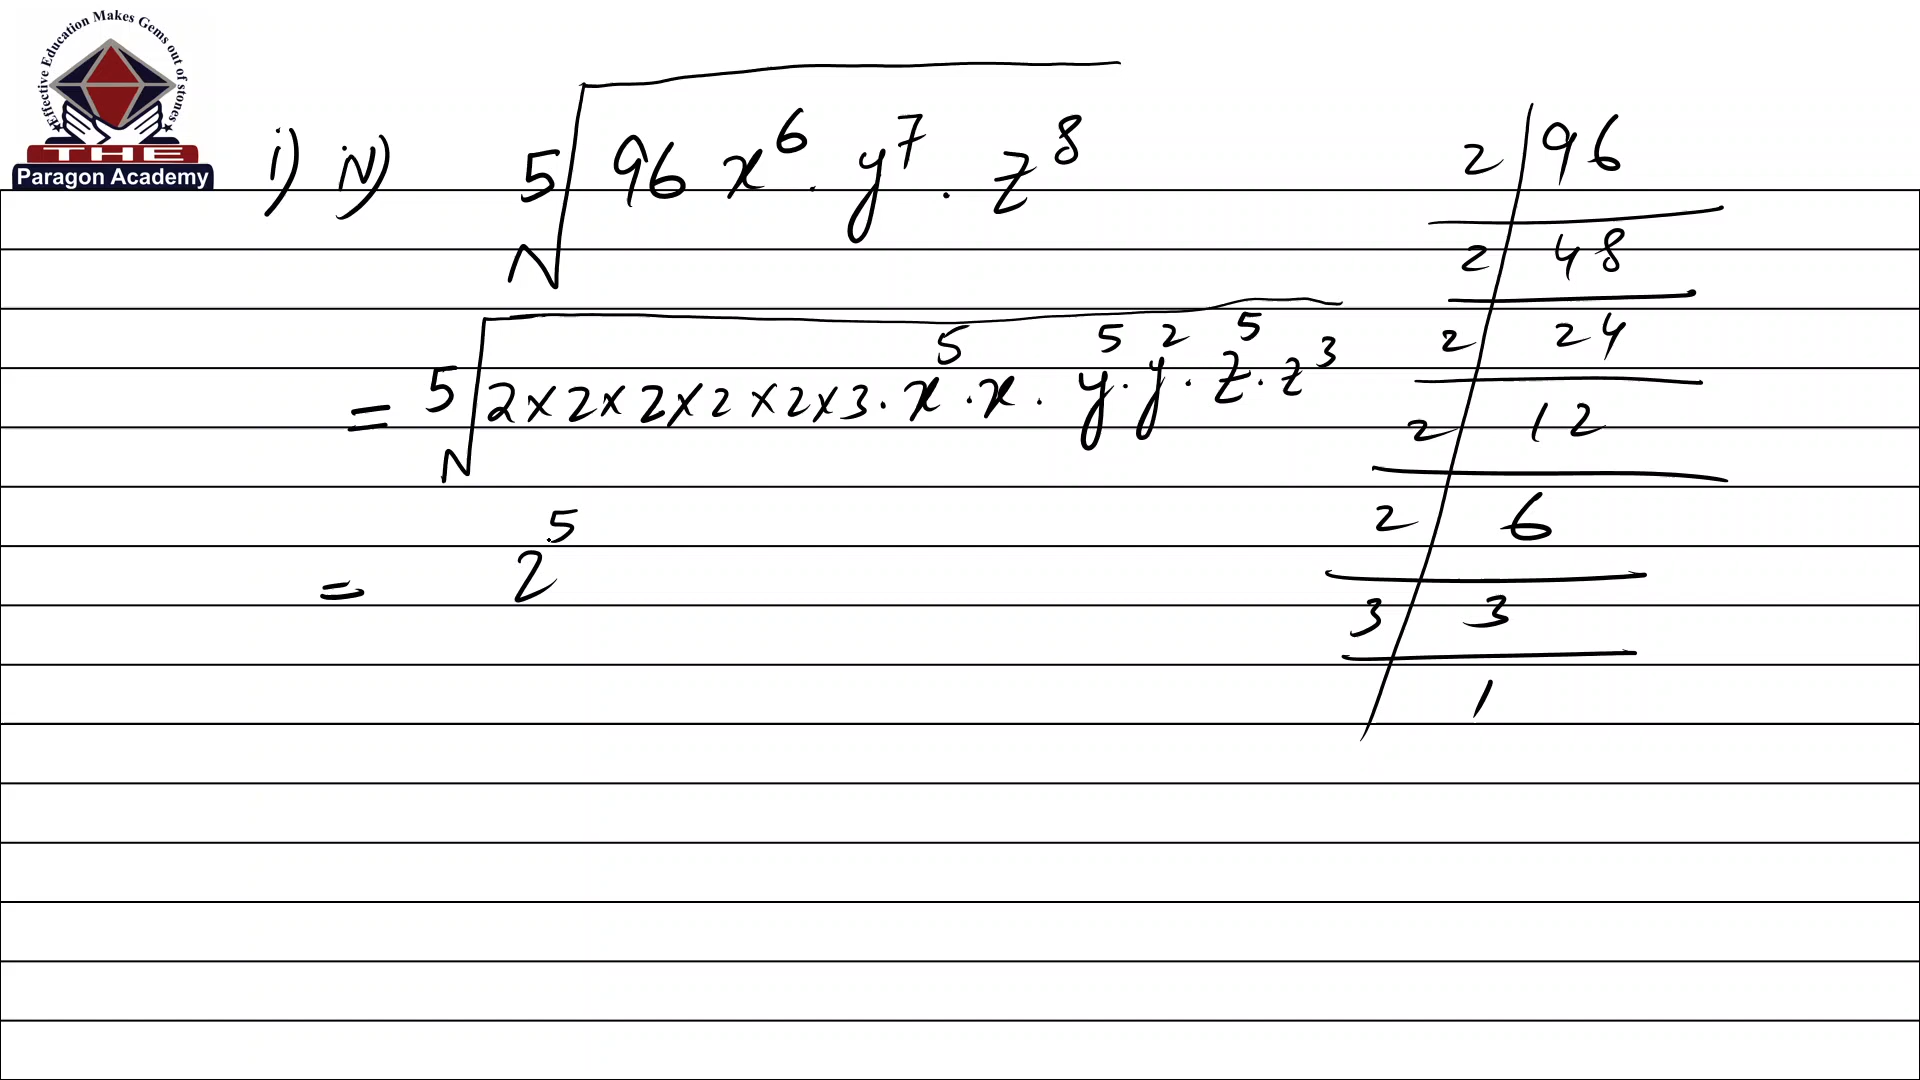 Effective Education Makes Gems out of stones
THE
Paragon Academy
i) iv) 5√96 x^6 . y^7 . z^8
= 5√2×2×2×2×2×3 . x^5 . x . y^5 . y^2 . z^5 . z^3
= 2^5
2 | 96
2 | 48
2 | 24
2 | 12
2 | 6
3 | 3
1